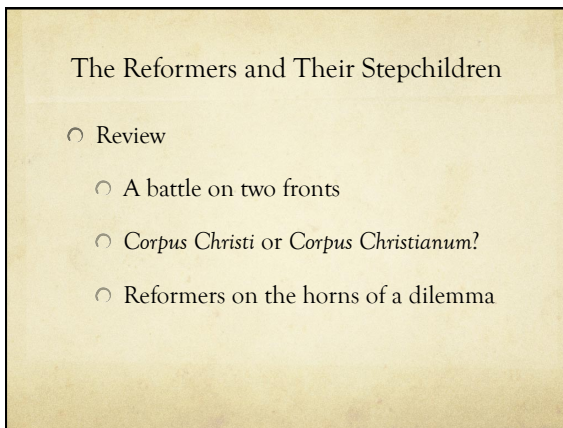 The Reformers and Their Stepchildren
Review
A battle on two fronts
Corpus Christi or Corpus Christianum?
Reformers on the horns of a dilemma